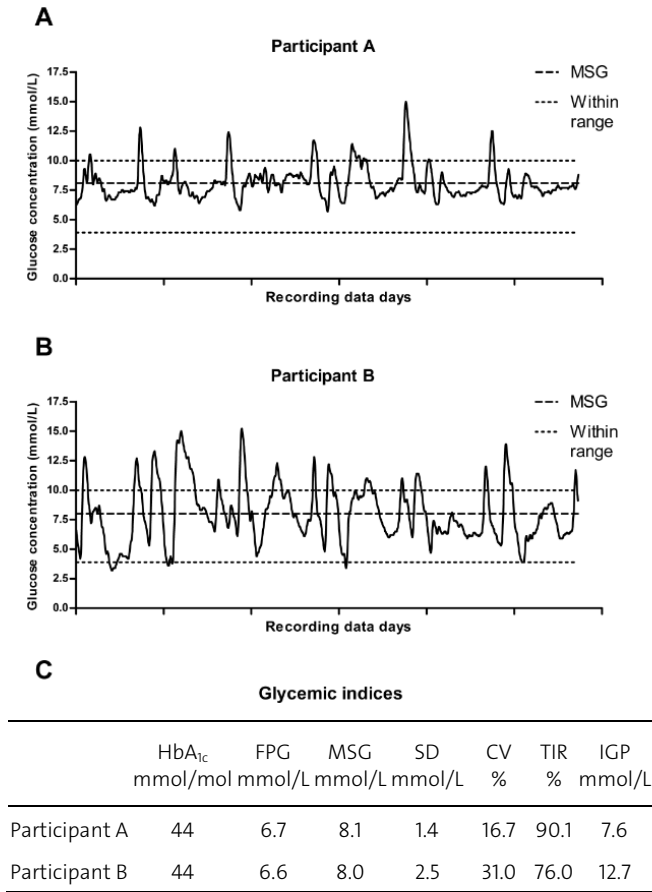 A
Participant A
Glucose concentration (mmol/L)
17.5
15.0
12.5
10.0
7.5
5.0
2.5
0.0
MSG
Within
range
Recording data days
B
Participant B
Glucose concentration (mmol/L)
17.5
15.0
12.5
10.0
7.5
5.0
2.5
0.0
MSG
Within
range
Recording data days
C
Glycemic indices
HbA1c FPG MSG SD CV TIR IGP
mmol/mol mmol/L mmol/L mmol/L % % mmol/L
Participant A 44 6.7 8.1 1.4 16.7 90.1 7.6
Participant B 44 6.6 8.0 2.5 31.0 76.0 12.7